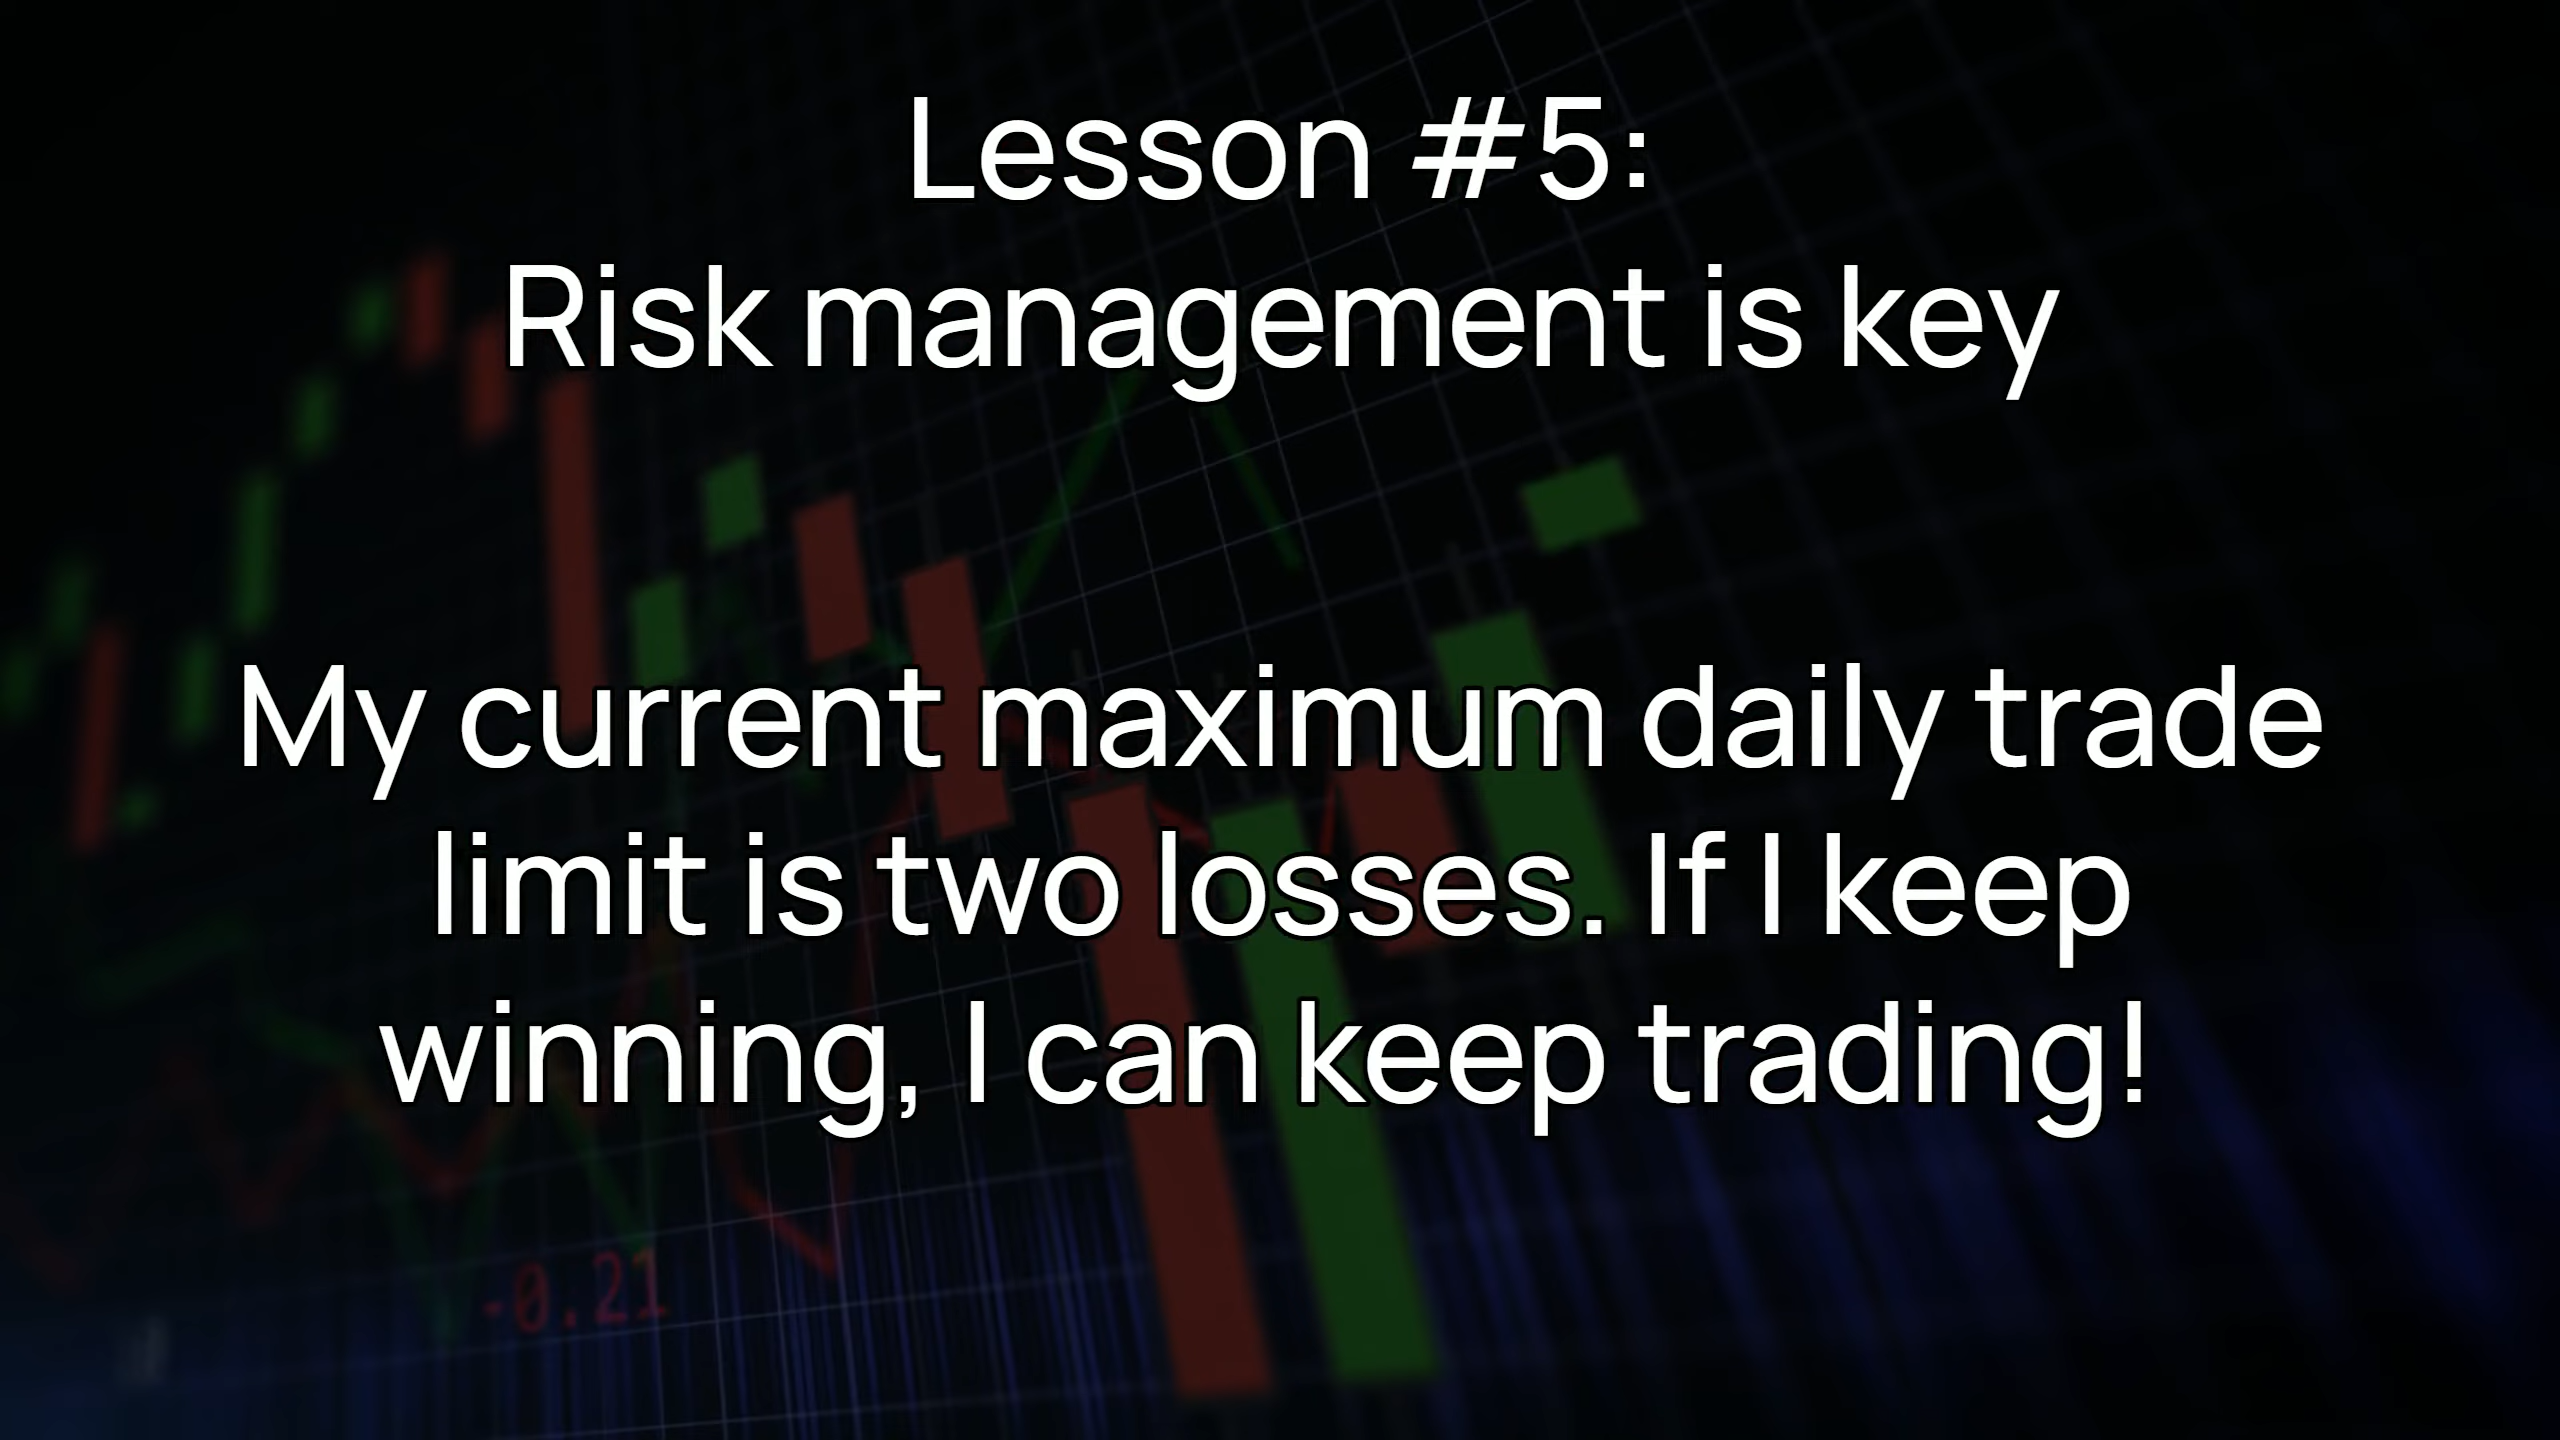 Lesson #5:
Risk management is key
My current maximum daily trade
limit is two losses. If I keep
winning, I can keep trading!
-0.21